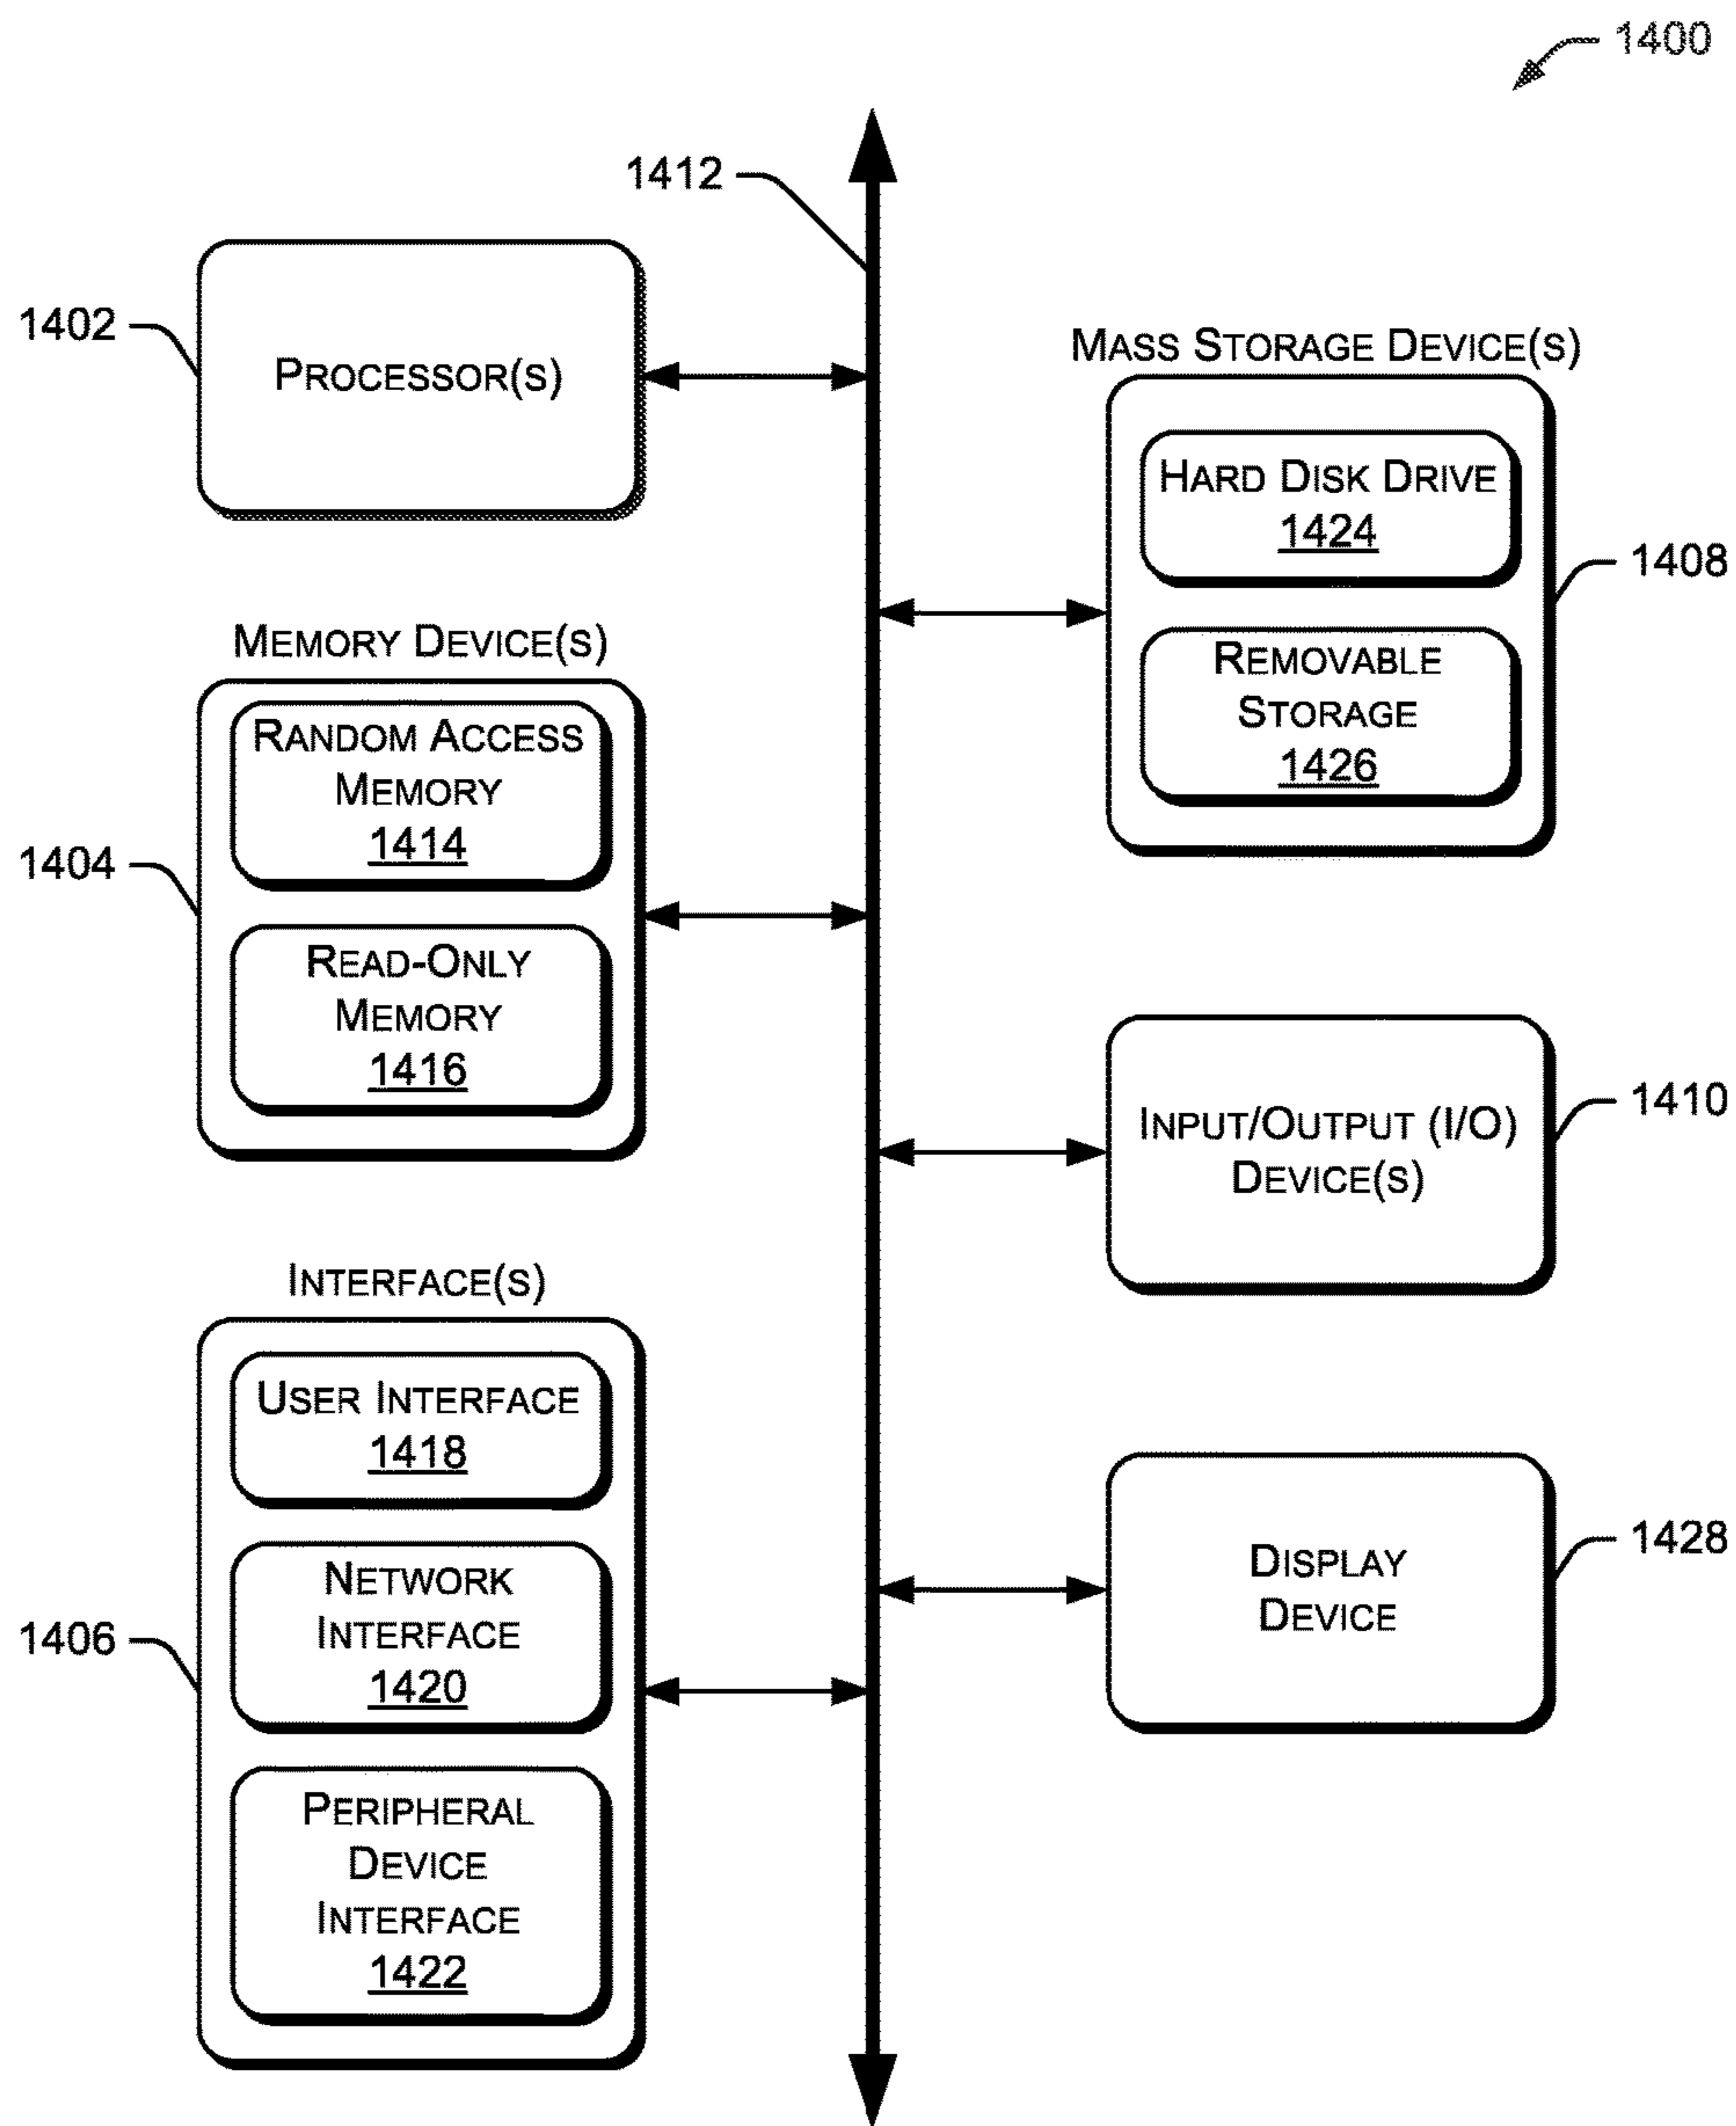 1400
1412
1402
PROCESSOR(S)
MASS STORAGE DEVICE(S)
HARD DISK DRIVE
1424
1408
REMOVABLE
STORAGE
1426
MEMORY DEVICE(S)
RANDOM ACCESS
MEMORY
1414
1404
READ-ONLY
MEMORY
1416
1410
INPUT/OUTPUT (I/O)
DEVICE(S)
INTERFACE(S)
USER INTERFACE
1418
NETWORK
INTERFACE
1420
1406
PERIPHERAL
DEVICE
INTERFACE
1422
1428
DISPLAY
DEVICE